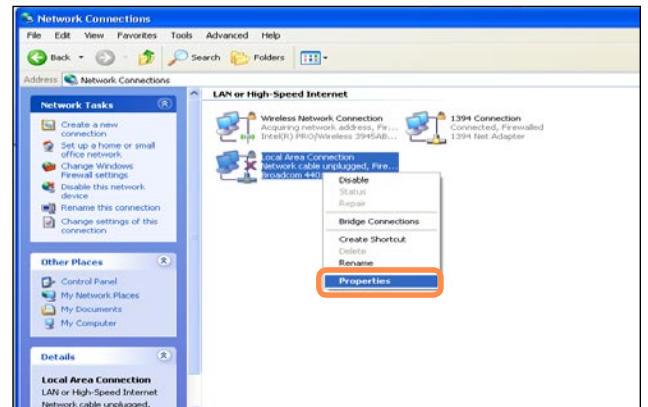 Network Connections
File Edit View Favorites Tools Advanced Help
Back Search Folders
Address Network Connections
Network Tasks
Create a new
connection
Set up a home or small
office network
Change Windows
Firewall settings
Disable this network
device
Rename this connection
Change settings of this
connection
Other Places
Control Panel
My Network Places
My Documents
My Computer
Details
Local Area Connection
LAN or High-Speed Internet
Network cable unplugged,
LAN or High-Speed Internet
Wireless Network Connection
Acquiring network address, Fir...
Intel(R) PRO/Wireless 3945AB...
1394 Connection
Connected, Firewalled
1394 Net Adapter
Local Area Connection
Network cable unplugged, Fire...
Broadcom 440
Disable
Status
Repair
Bridge Connections
Create Shortcut
Delete
Rename
Properties